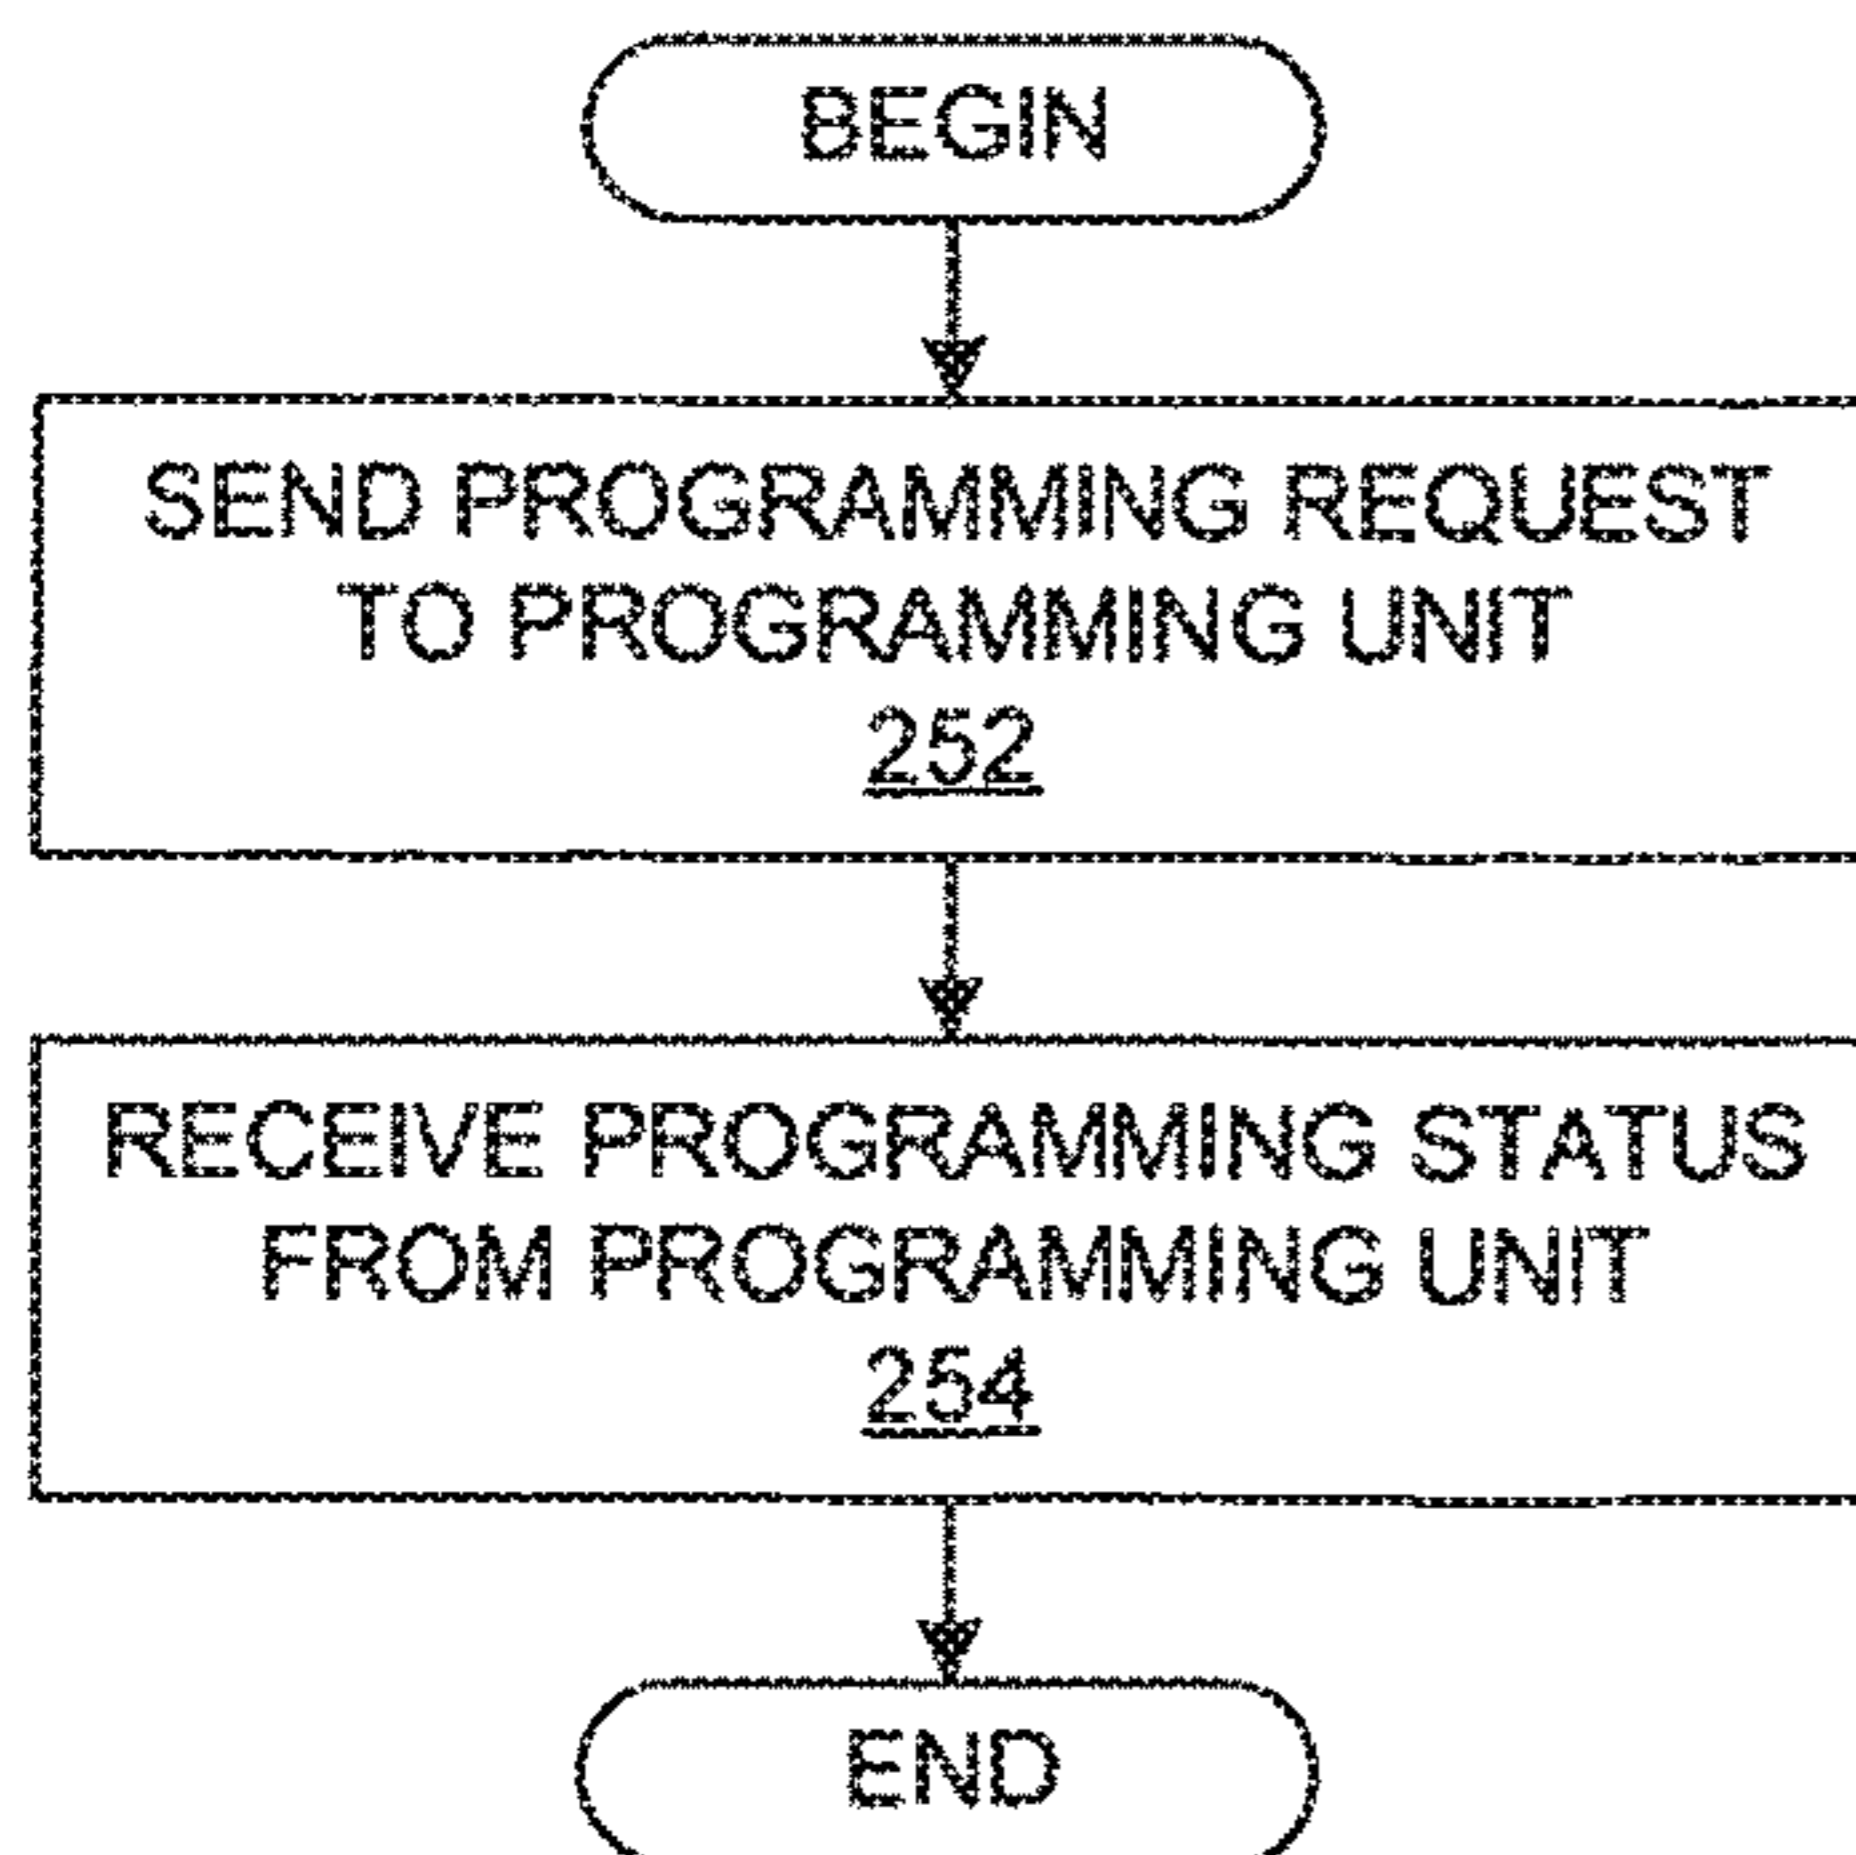 BEGIN
SEND PROGRAMMING REQUEST
TO PROGRAMMING UNIT
252
RECEIVE PROGRAMMING STATUS
FROM PROGRAMMING UNIT
254
END